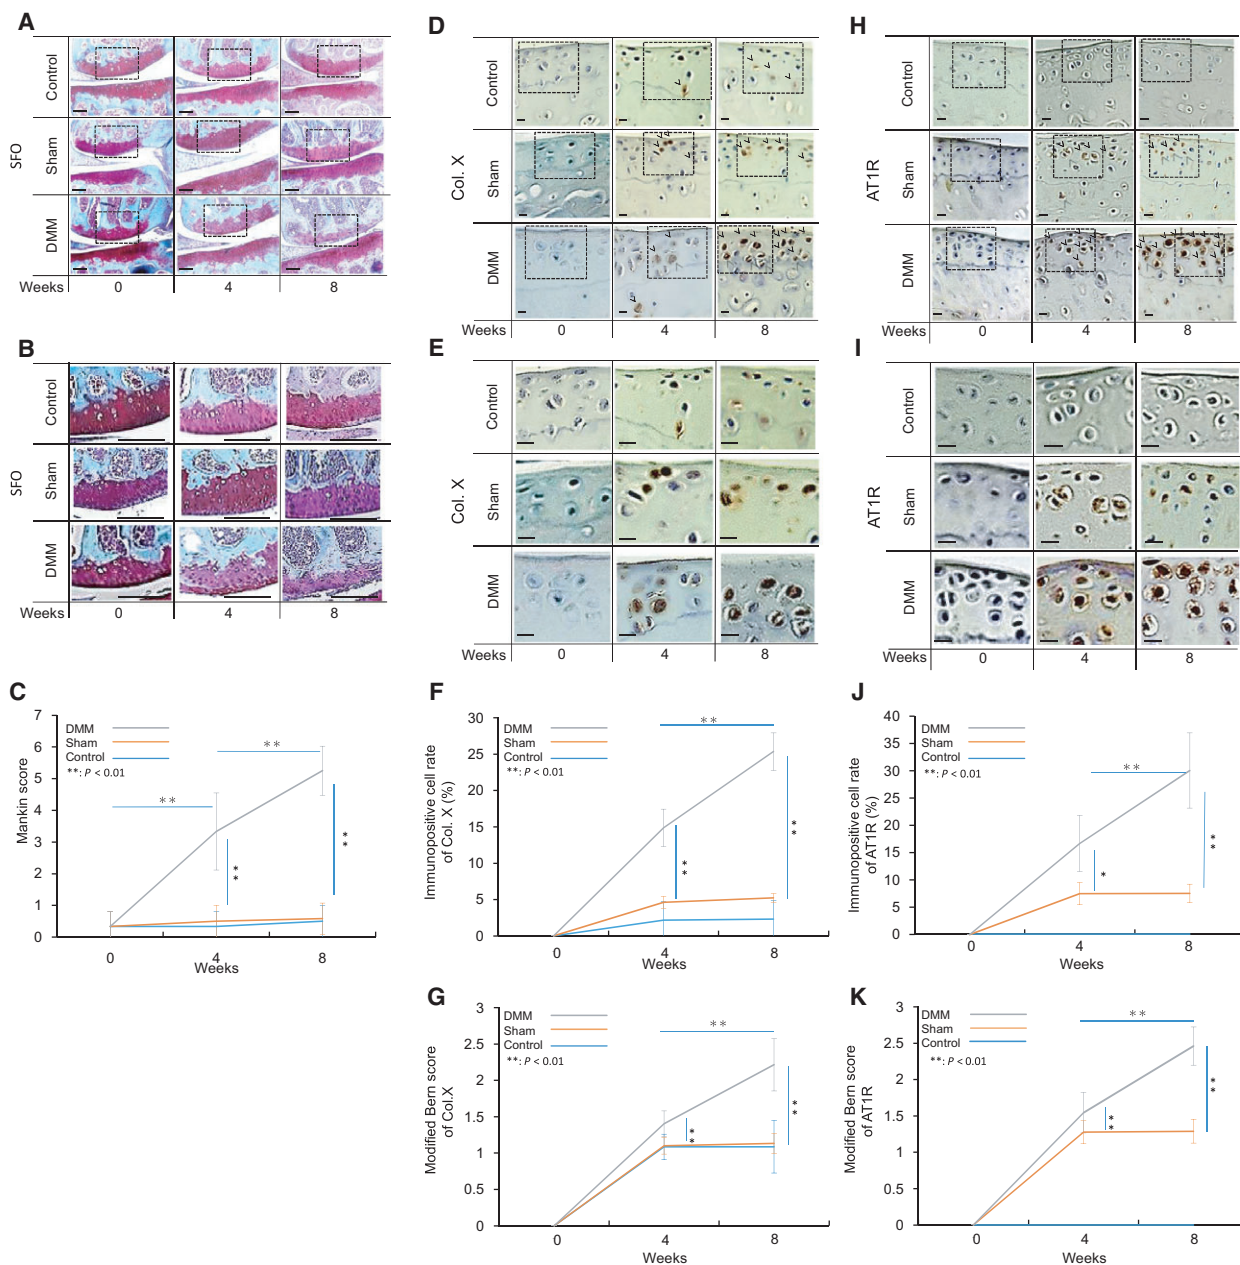 A
SFO
Control
Sham
DMM
Weeks 0 4 8
B
SFO
Control
Sham
DMM
Weeks 0 4 8
C
Mankin score
7
6
5
4
3
2
1
0
DMM
Sham
Control
**: P < 0.01
**
**
**
**
0 4 8
Weeks
D
Col. X
Control
Sham
DMM
Weeks 0 4 8
E
Col. X
Control
Sham
DMM
Weeks 0 4 8
F
Immunopositive cell rate
of Col. X (%)
30
25
20
15
10
5
0
DMM
Sham
Control
**: P < 0.01
**
**
**
0 4 8
Weeks
G
Modified Bern score
of Col.X
3
2.5
2
1.5
1
0.5
0
DMM
Sham
Control
**: P < 0.01
**
**
**
0 4 8
Weeks
H
AT1R
Control
Sham
DMM
Weeks 0 4 8
I
AT1R
Control
Sham
DMM
Weeks 0 4 8
J
Immunopositive cell rate
of AT1R (%)
40
35
30
25
20
15
10
5
0
DMM
Sham
Control
**: P < 0.01
**
*
**
0 4 8
Weeks
K
Modified Bern score
of AT1R
3
2.5
2
1.5
1
0.5
0
DMM
Sham
Control
**: P < 0.01
**
**
**
0 4 8
Weeks